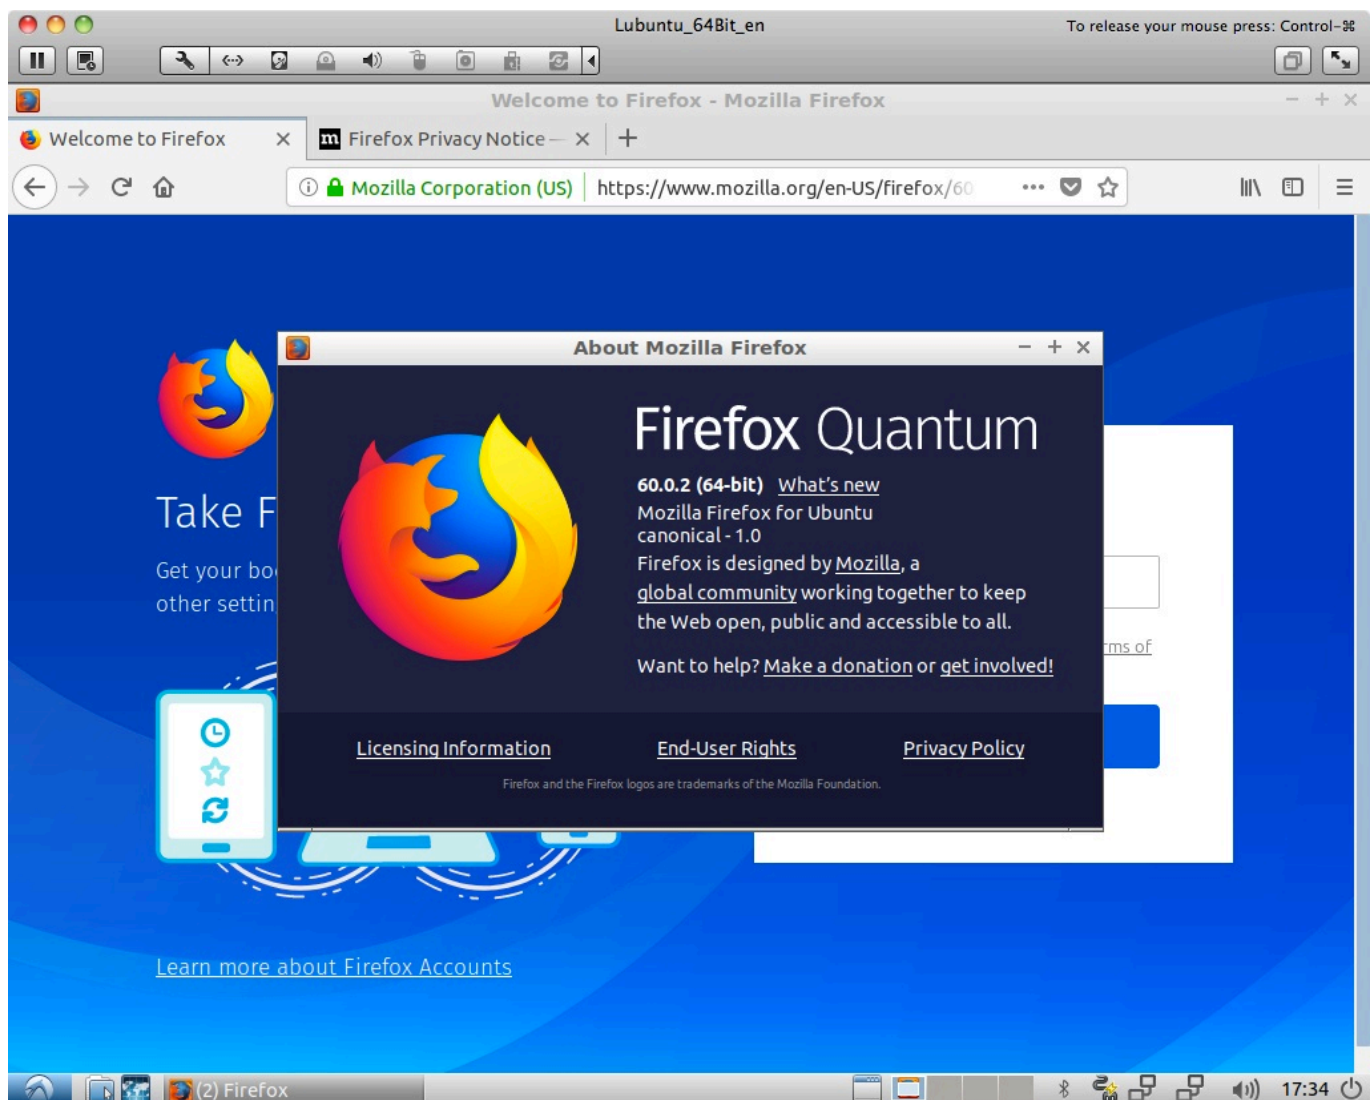 Lubuntu_64Bit_en
To release your mouse press: Control-⌘
Welcome to Firefox - Mozilla Firefox
Welcome to Firefox
Firefox Privacy Notice —
Mozilla Corporation (US)
https://www.mozilla.org/en-US/firefox/60
About Mozilla Firefox
Firefox Quantum
60.0.2 (64-bit) What's new
Mozilla Firefox for Ubuntu
canonical - 1.0
Firefox is designed by Mozilla, a
global community working together to keep
the Web open, public and accessible to all.
Want to help? Make a donation or get involved!
Licensing Information
End-User Rights
Privacy Policy
Firefox and the Firefox logos are trademarks of the Mozilla Foundation.
Take F
Get your bo
other settin
rms of
Learn more about Firefox Accounts
(2) Firefox
17:34